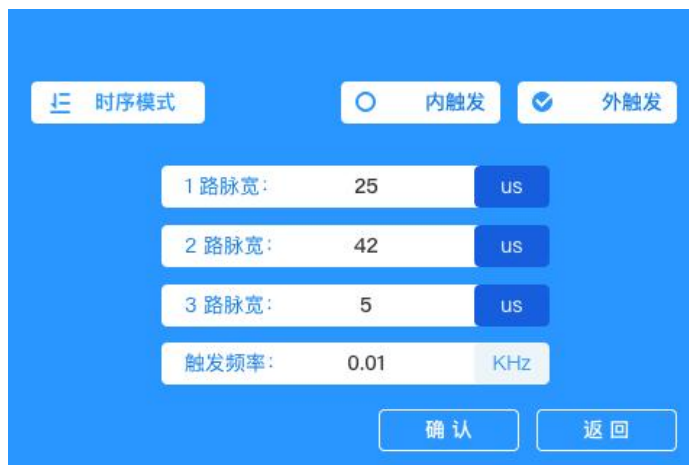 时序模式 内触发 外触发
1 路脉宽: 25 us
2 路脉宽: 42 us
3 路脉宽: 5 us
触发频率: 0.01 KHz
确 认 返 回